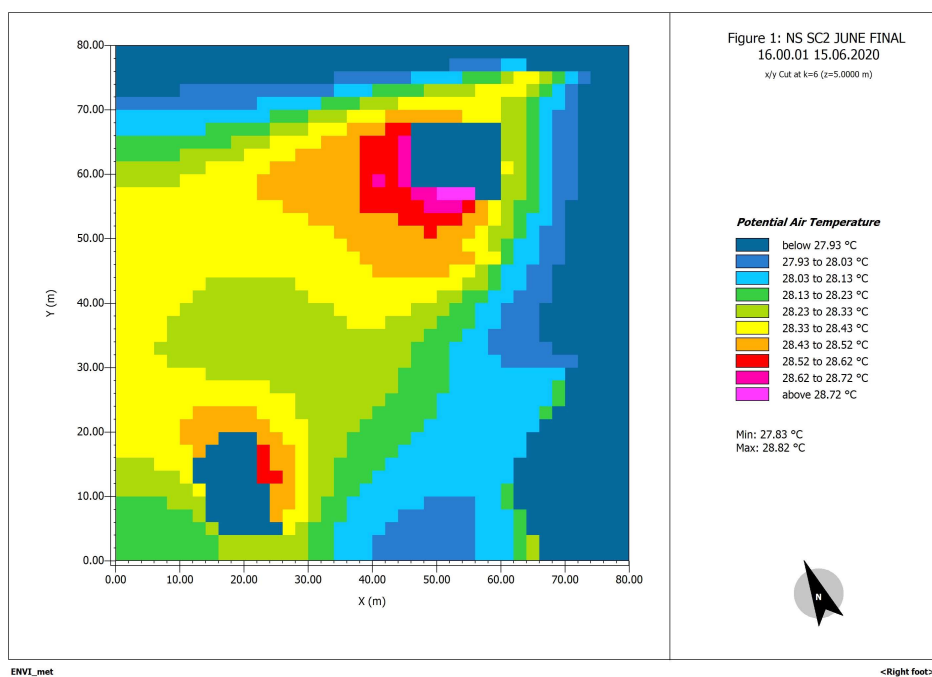 Figure 1: NS SC2 JUNE FINAL
16.00.01 15.06.2020
x/y Cut at k=6 (z=5.0000 m)
80.00
70.00
60.00
50.00
40.00
30.00
20.00
10.00
0.00
Y (m)
0.00 10.00 20.00 30.00 40.00 50.00 60.00 70.00 80.00
X (m)
Potential Air Temperature
below 27.93 °C
27.93 to 28.03 °C
28.03 to 28.13 °C
28.13 to 28.23 °C
28.23 to 28.33 °C
28.33 to 28.43 °C
28.43 to 28.52 °C
28.52 to 28.62 °C
28.62 to 28.72 °C
above 28.72 °C
Min: 27.83 °C
Max: 28.82 °C
N
ENVI_met
<Right foot>